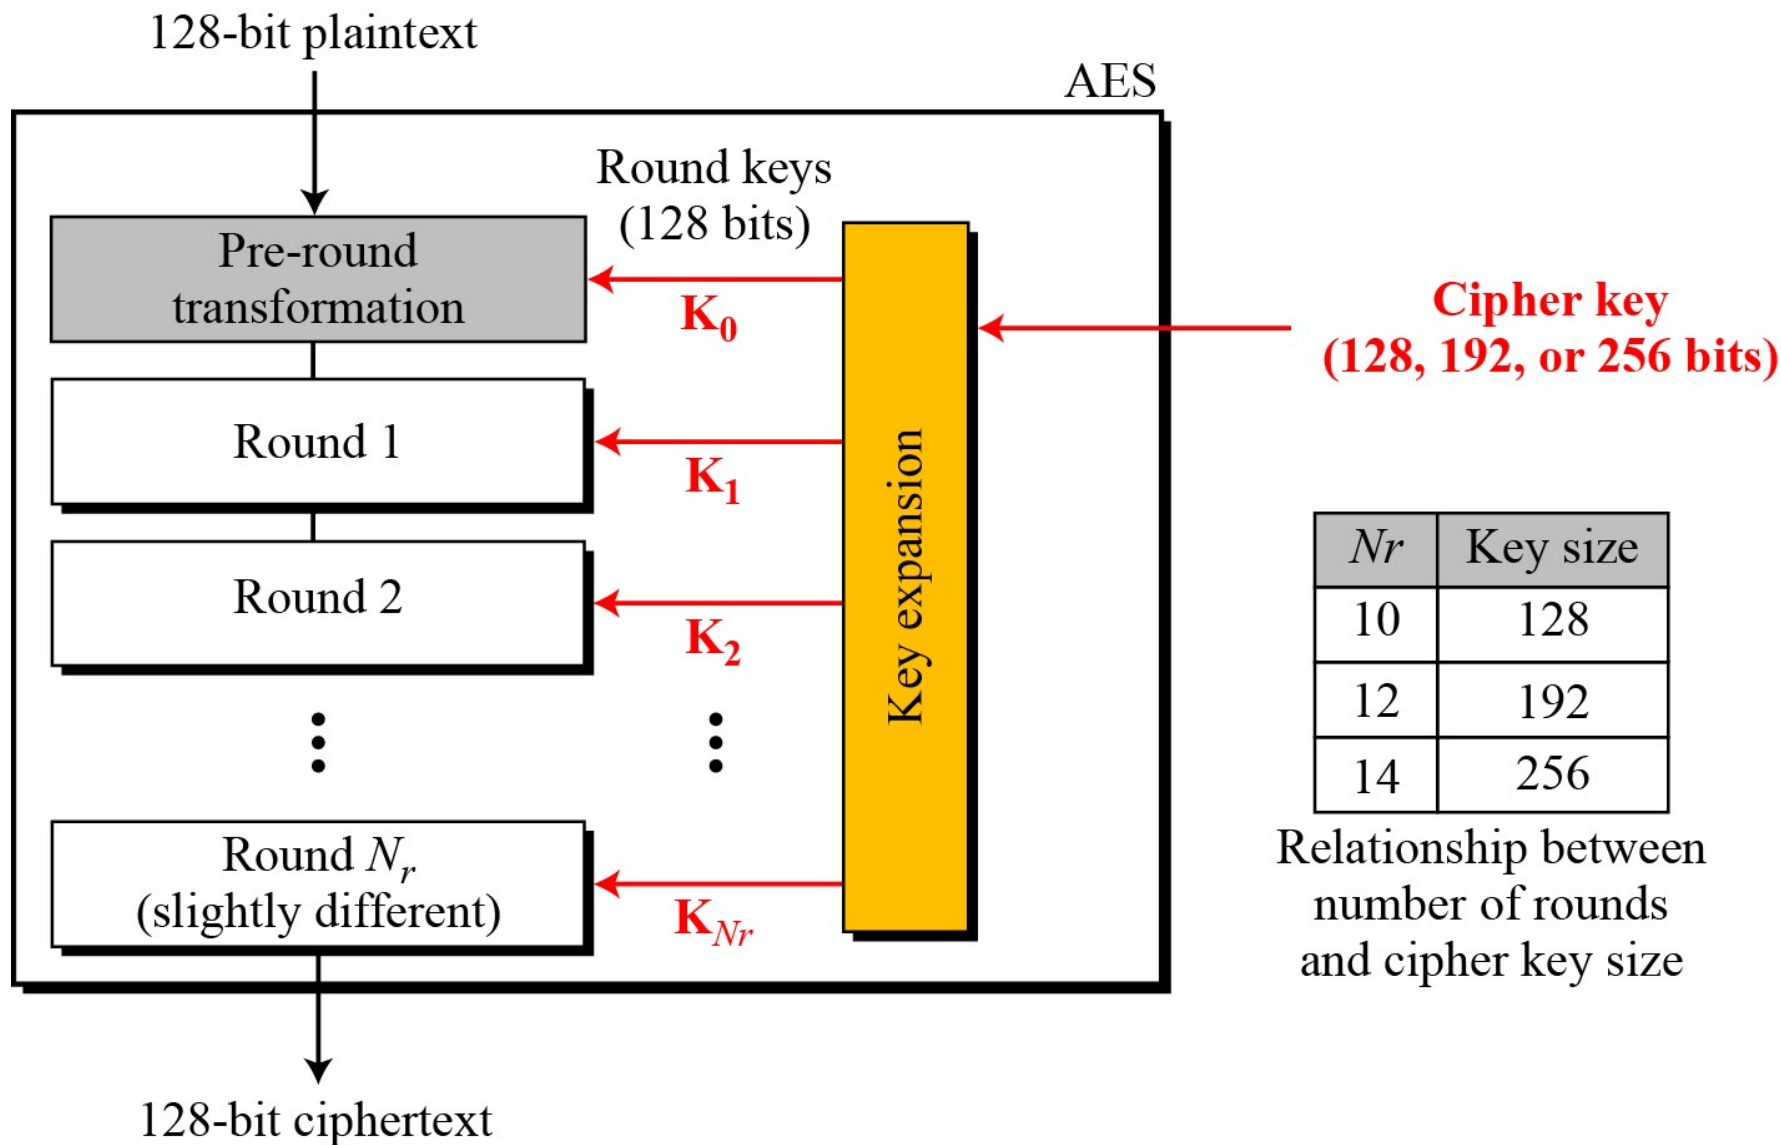 128-bit plaintext
AES
Round keys
(128 bits)
Pre-round
transformation
K₀
Cipher key
(128, 192, or 256 bits)
Round 1
K₁
Key expansion
Round 2
K₂
Nr Key size
10 128
12 192
14 256
Relationship between
number of rounds
and cipher key size
Round Nᵣ
(slightly different)
K_Nr
128-bit ciphertext